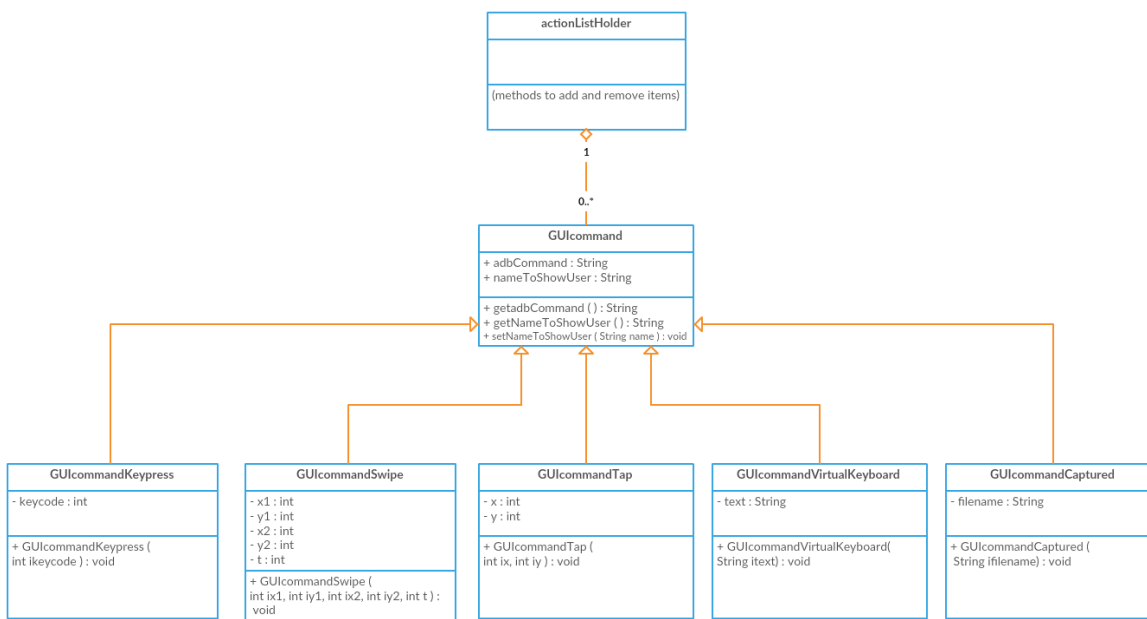 actionListHolder
(methods to add and remove items)
1
0..*
GUIcommand
+ adbCommand : String
+ nameToShowUser : String
+ getadbCommand ( ) : String
+ getNameToShowUser ( ) : String
+ setNameToShowUser ( String name ) : void
GUIcommandKeypress
- keycode : int
+ GUIcommandKeypress (
int ikeycode ) : void
GUIcommandSwipe
- x1 : int
- y1 : int
- x2 : int
- y2 : int
- t : int
+ GUIcommandSwipe (
int ix1, int iy1, int ix2, int iy2, int t ) :
void
GUIcommandTap
- x : int
- y : int
+ GUIcommandTap (
int ix, int iy ) : void
GUIcommandVirtualKeyboard
- text : String
+ GUIcommandVirtualKeyboard(
String itext) : void
GUIcommandCaptured
- filename : String
+ GUIcommandCaptured (
String ifilename) : void